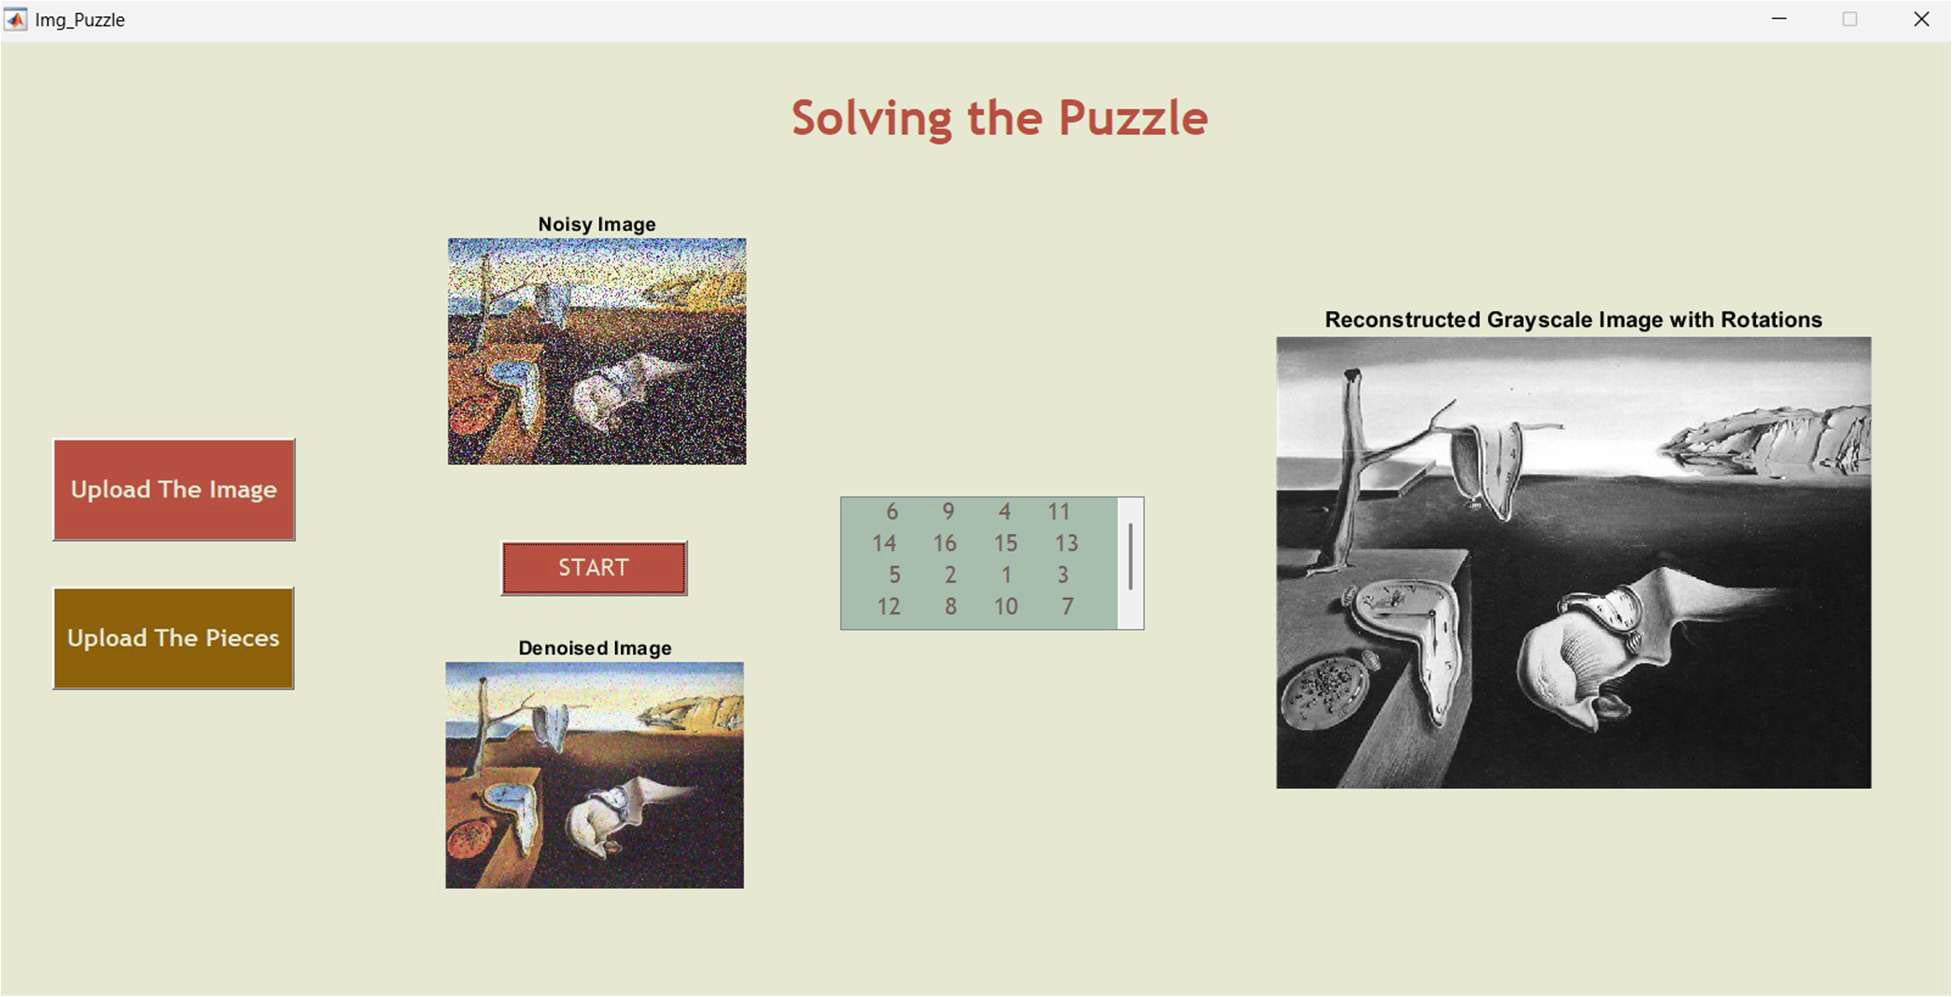 Img_Puzzle
Solving the Puzzle
Noisy Image
Reconstructed Grayscale Image with Rotations
Upload The Image
6 9 4 11
14 16 15 13
5 2 1 3
12 8 10 7
START
Upload The Pieces
Denoised Image